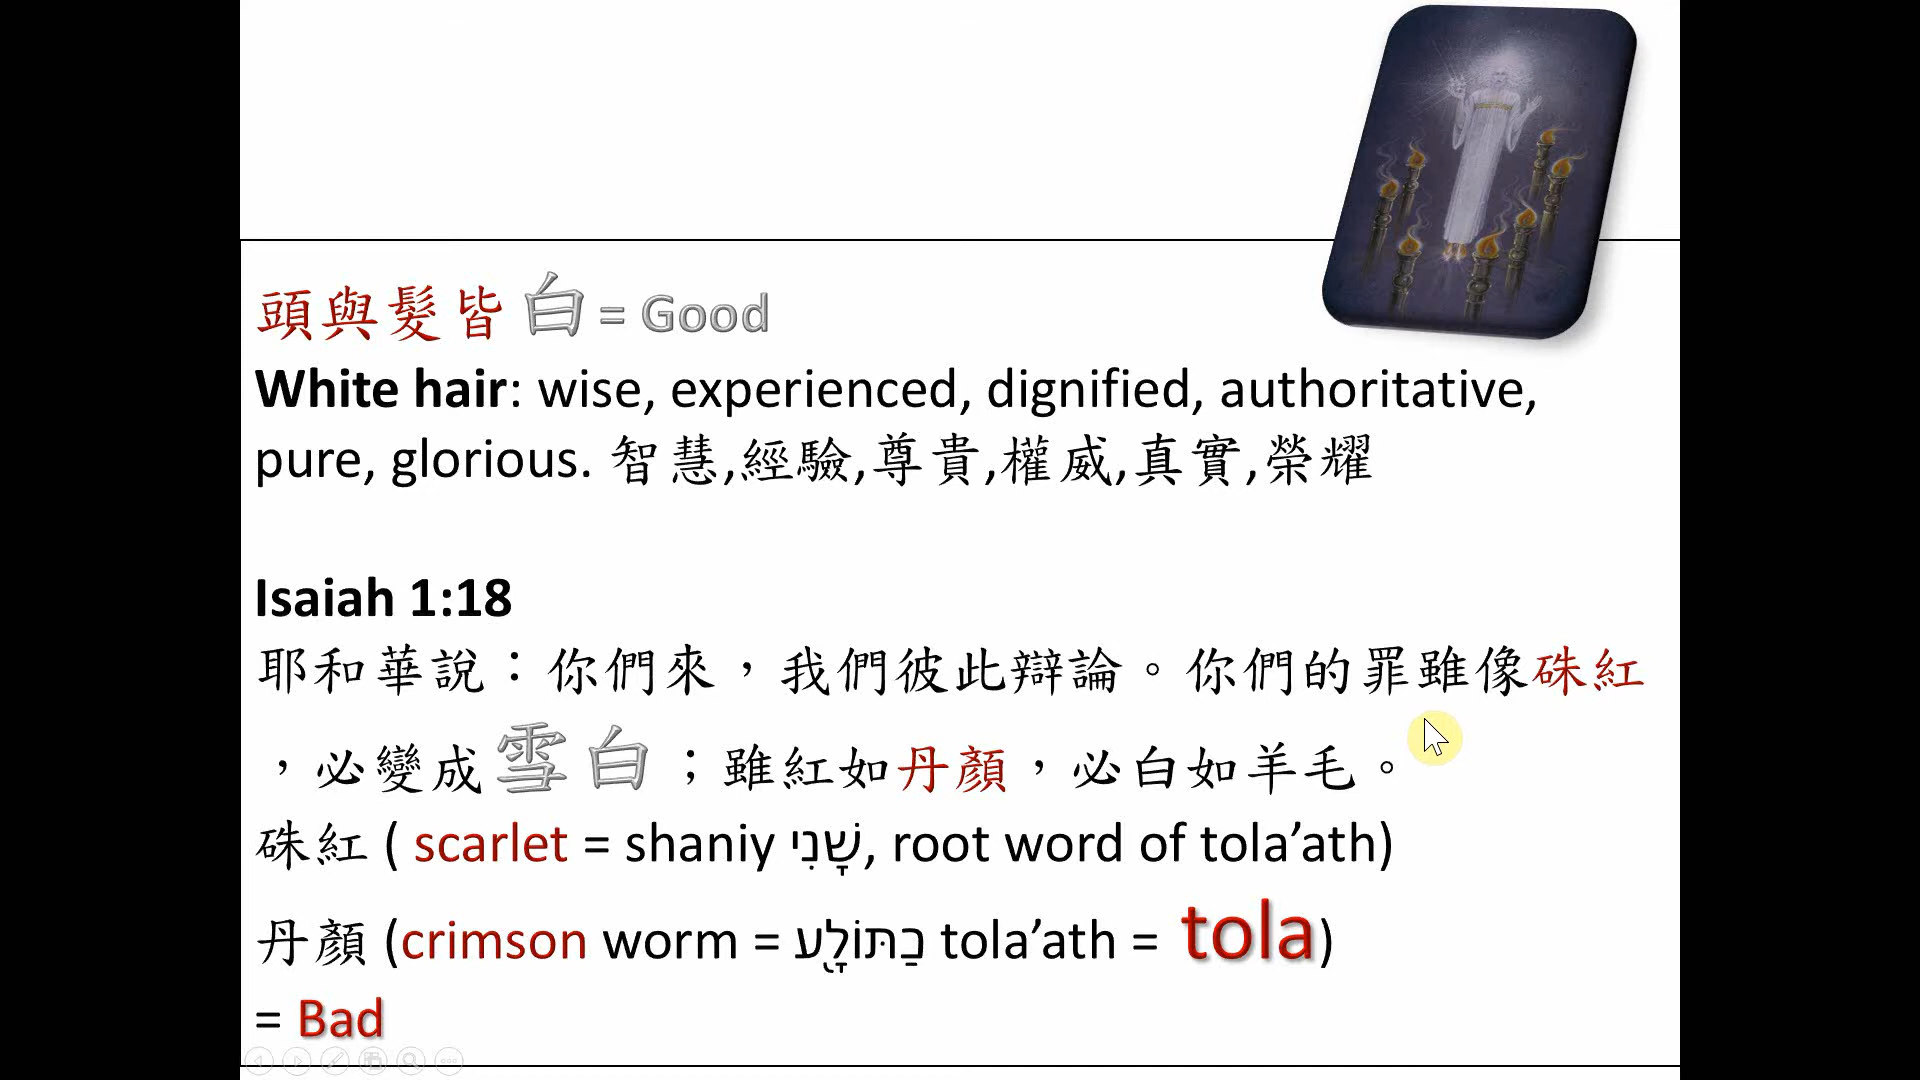 頭與髮皆白 = Good
White hair: wise, experienced, dignified, authoritative,
pure, glorious. 智慧,經驗,尊貴,權威,真實,榮耀
Isaiah 1:18
耶和華說：你們來，我們彼此辯論。你們的罪雖像硃紅
，必變成雪白；雖紅如丹顏，必白如羊毛。
硃紅 ( scarlet = shaniy שָׁנִי, root word of tola’ath)
丹顏 (crimson worm = כַתּוֹלָ֖ע tola’ath = tola)
= Bad